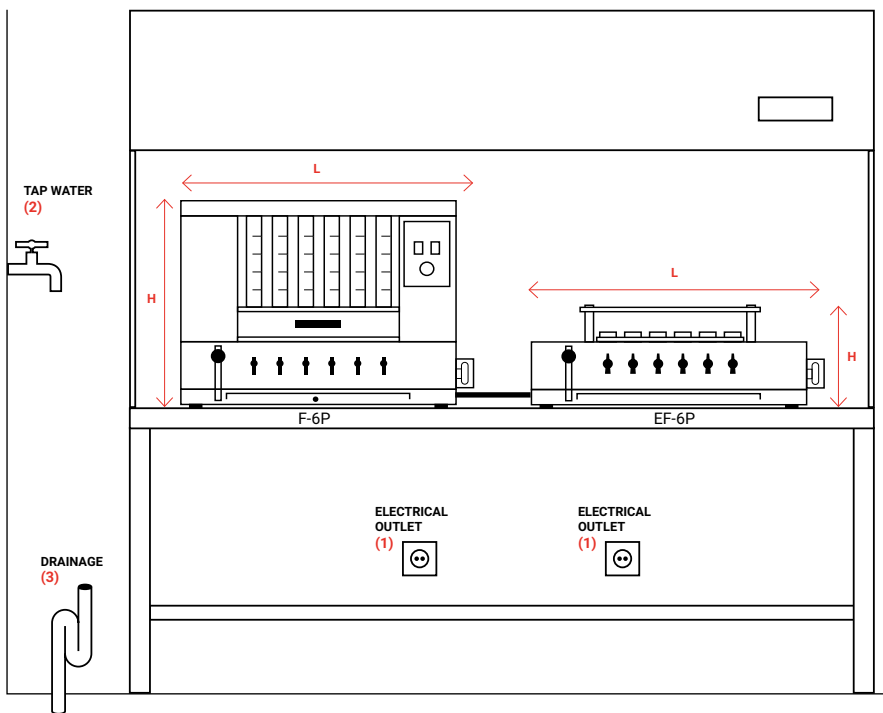 L
TAP WATER
(2)
H
L
H
F-6P
EF-6P
ELECTRICAL
OUTLET
(1)
ELECTRICAL
OUTLET
(1)
DRAINAGE
(3)